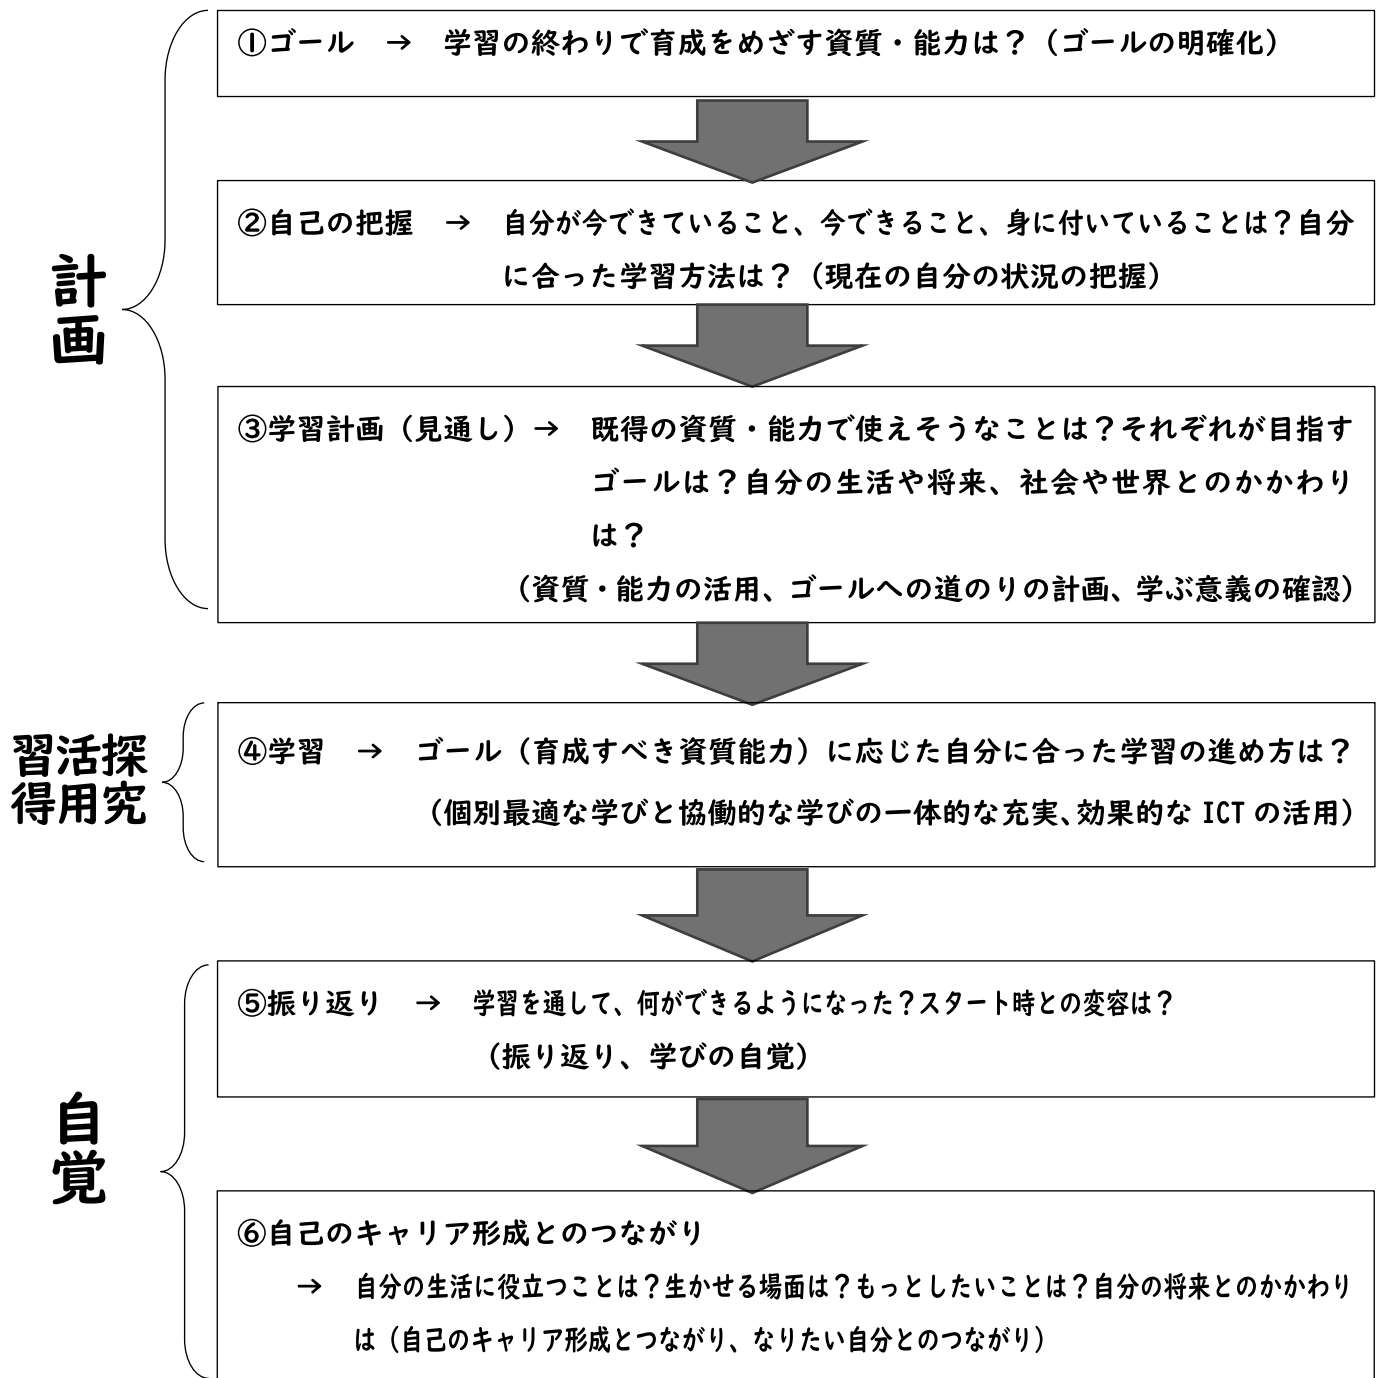 ①ゴール　→　学習の終わりで育成をめざす資質・能力は？（ゴールの明確化）
計画
②自己の把握　→　自分が今できていること、今できること、身に付いていることは？自分
に合った学習方法は？（現在の自分の状況の把握）
③学習計画（見通し）→　既得の資質・能力で使えそうなことは？それぞれが目指す
ゴールは？自分の生活や将来、社会や世界とのかかわり
は？
（資質・能力の活用、ゴールへの道のりの計画、学ぶ意義の確認）
習得
活用
探究
④学習　→　ゴール（育成すべき資質能力）に応じた自分に合った学習の進め方は？
（個別最適な学びと協働的な学びの一体的な充実、効果的な ICT の活用）
自覚
⑤振り返り　→　学習を通して、何ができるようになった？スタート時との変容は？
（振り返り、学びの自覚）
⑥自己のキャリア形成とのつながり
→　自分の生活に役立つことは？生かせる場面は？もっとしたいことは？自分の将来とのかかわり
は（自己のキャリア形成とつながり、なりたい自分とのつながり）